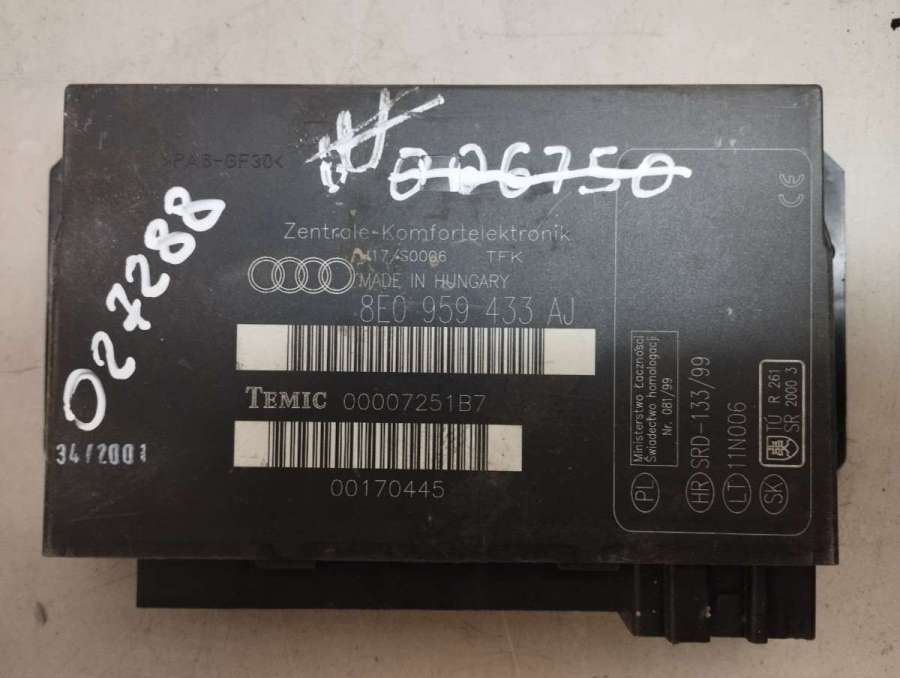 >PA6-GF30<
026750
027288
Zentrale-Komfortelektronik
TFK
MADE IN HUNGARY
8E0 959 433 AJ
TEMIC 00007251B7
00170445
34/2001
CE
Ministerstwo Łączności
Świadectwo homologacji
Nr. 081/99
PL
HR SRD-133/99
LT 11N006
SK TÚ R 261
SR 2000 3